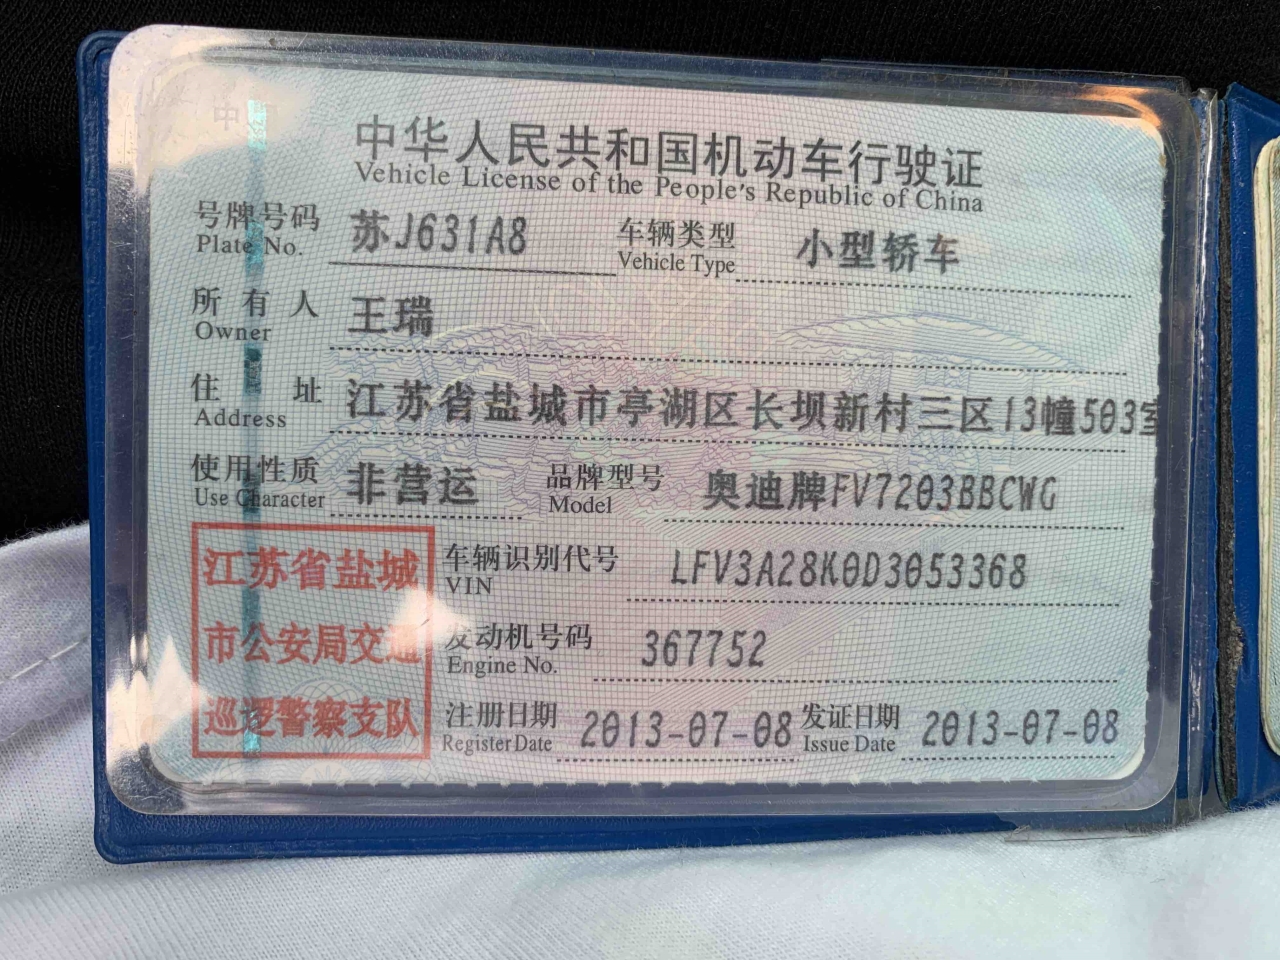 中华人民共和国机动车行驶证
Vehicle License of the People's Republic of China
号牌号码 苏J631A8 车辆类型 小型轿车
Plate No. Vehicle Type
所有人 王瑞
Owner
住址 江苏省盐城市亭湖区长坝新村三区13幢503室
Address
使用性质 非营运 品牌型号 奥迪牌FV7203BBCWG
Use Character Model
江苏省盐城
市公安局交通
巡逻警察支队
车辆识别代号 LFV3A28K0D3053368
VIN
发动机号码 367752
Engine No.
注册日期 2013-07-08 发证日期 2013-07-08
Register Date Issue Date